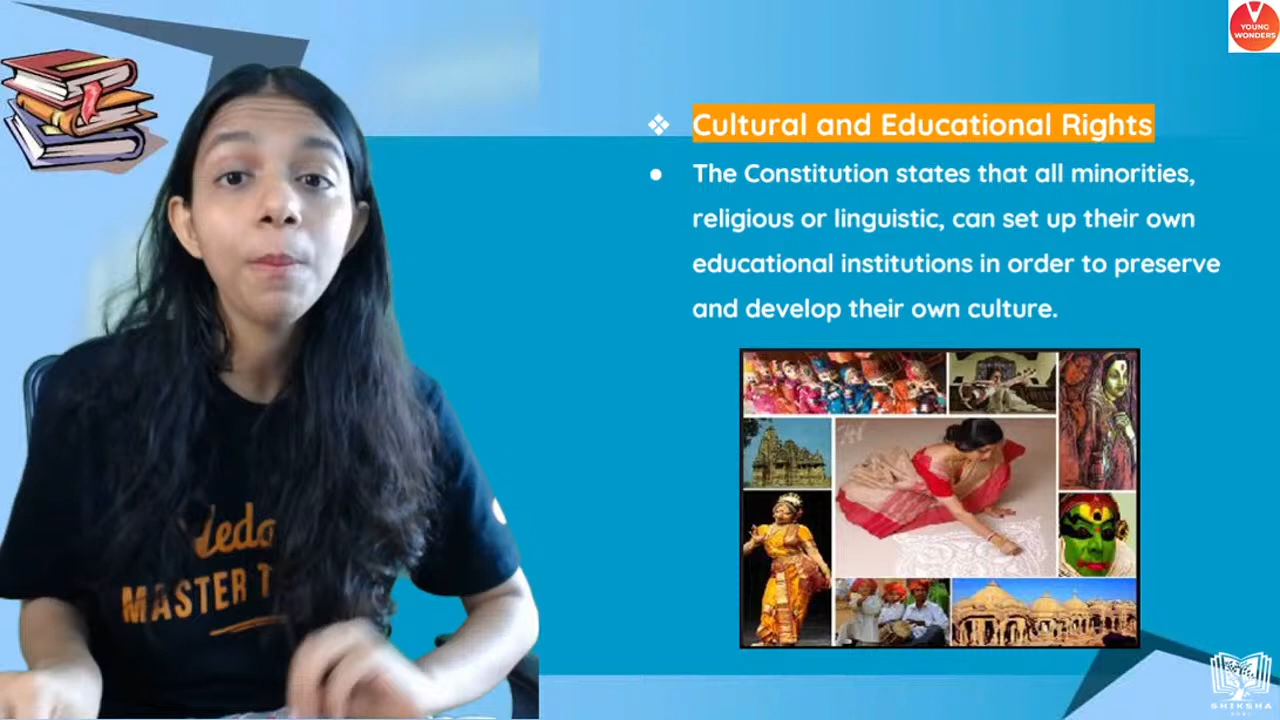 YOUNG
WONDERS
❖ Cultural and Educational Rights
● The Constitution states that all minorities,
religious or linguistic, can set up their own
educational institutions in order to preserve
and develop their own culture.
MASTER T
SHIKSHA